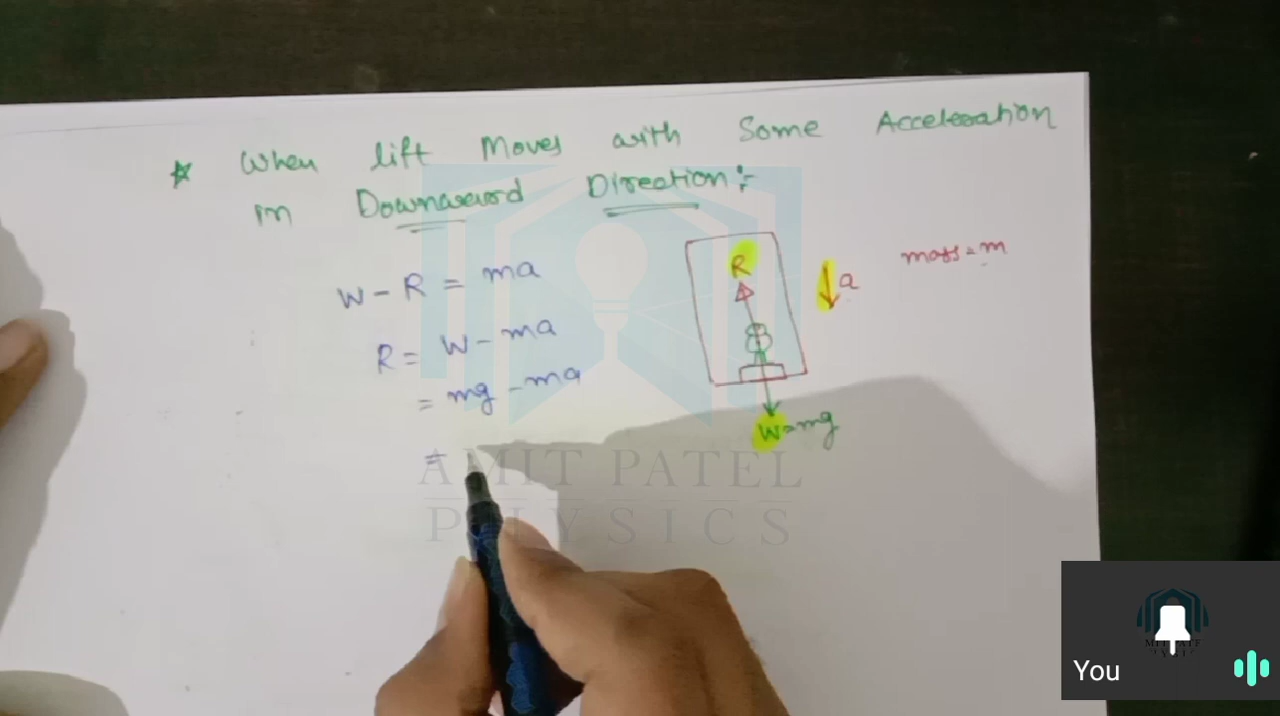 ☆ When lift Moves with Some Acceleration
in Downward Direction :-
W - R = ma
R = W - ma
= mg - ma
=
R
a
mass = m
W = mg
AMIT PATEL
PHYSICS
You